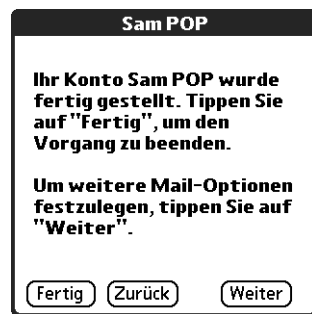 Sam POP
Ihr Konto Sam POP wurde
fertig gestellt. Tippen Sie
auf "Fertig", um den
Vorgang zu beenden.
Um weitere Mail-Optionen
festzulegen, tippen Sie auf
"Weiter".
Fertig Zurück Weiter